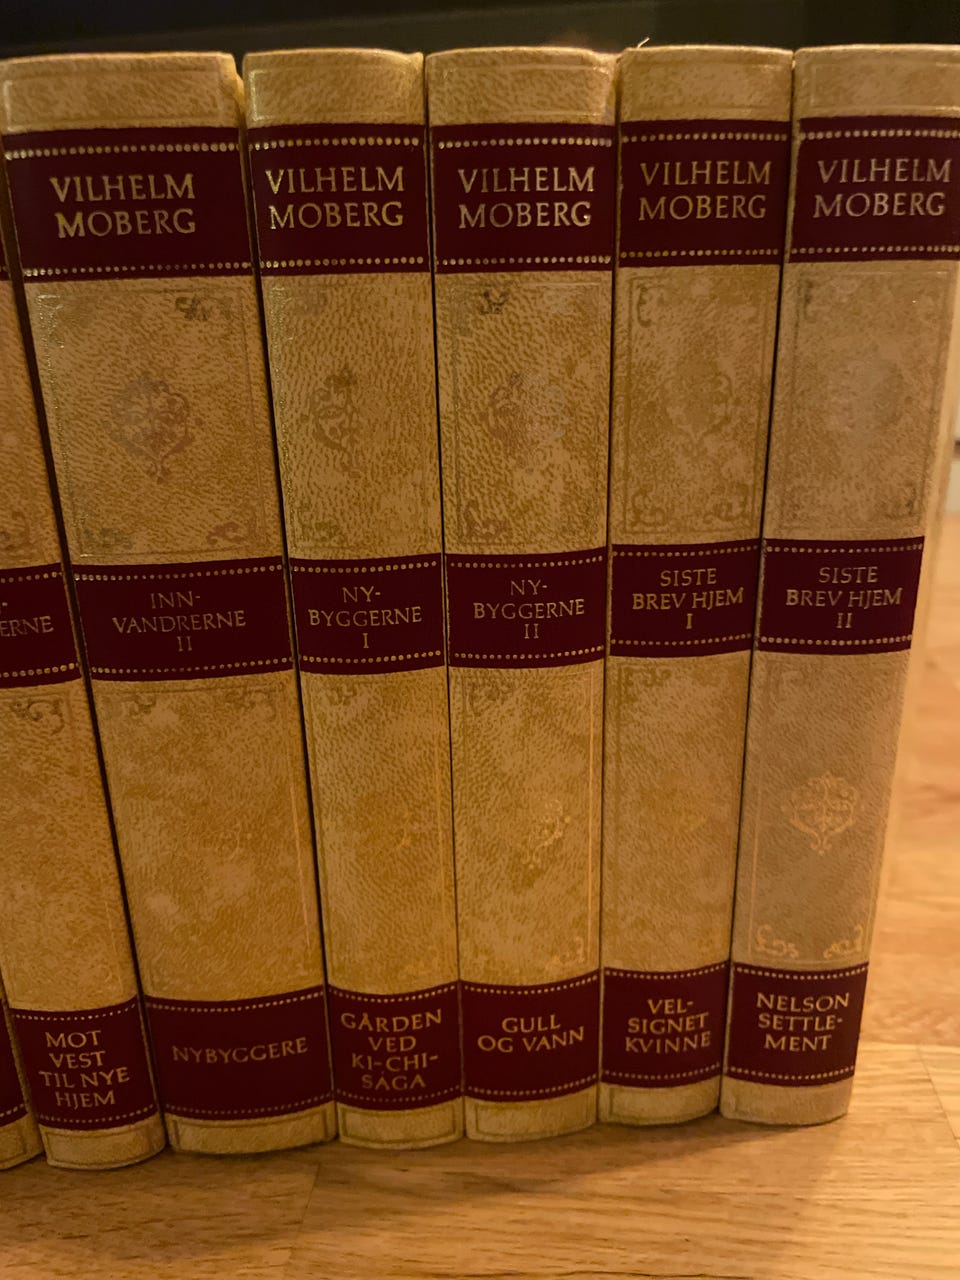 ERNE
MOT
VEST
TIL NYE
HJEM
VILHELM
MOBERG
INN-
VANDRERNE
II
NYBYGGERE
VILHELM
MOBERG
NY-
BYGGERNE
I
GÅRDEN
VED
KI-CHI-
SAGA
VILHELM
MOBERG
NY-
BYGGERNE
II
GULL
OG VANN
VILHELM
MOBERG
SISTE
BREV HJEM
I
VEL-
SIGNET
KVINNE
VILHELM
MOBERG
SISTE
BREV HJEM
II
NELSON
SETTLE-
MENT